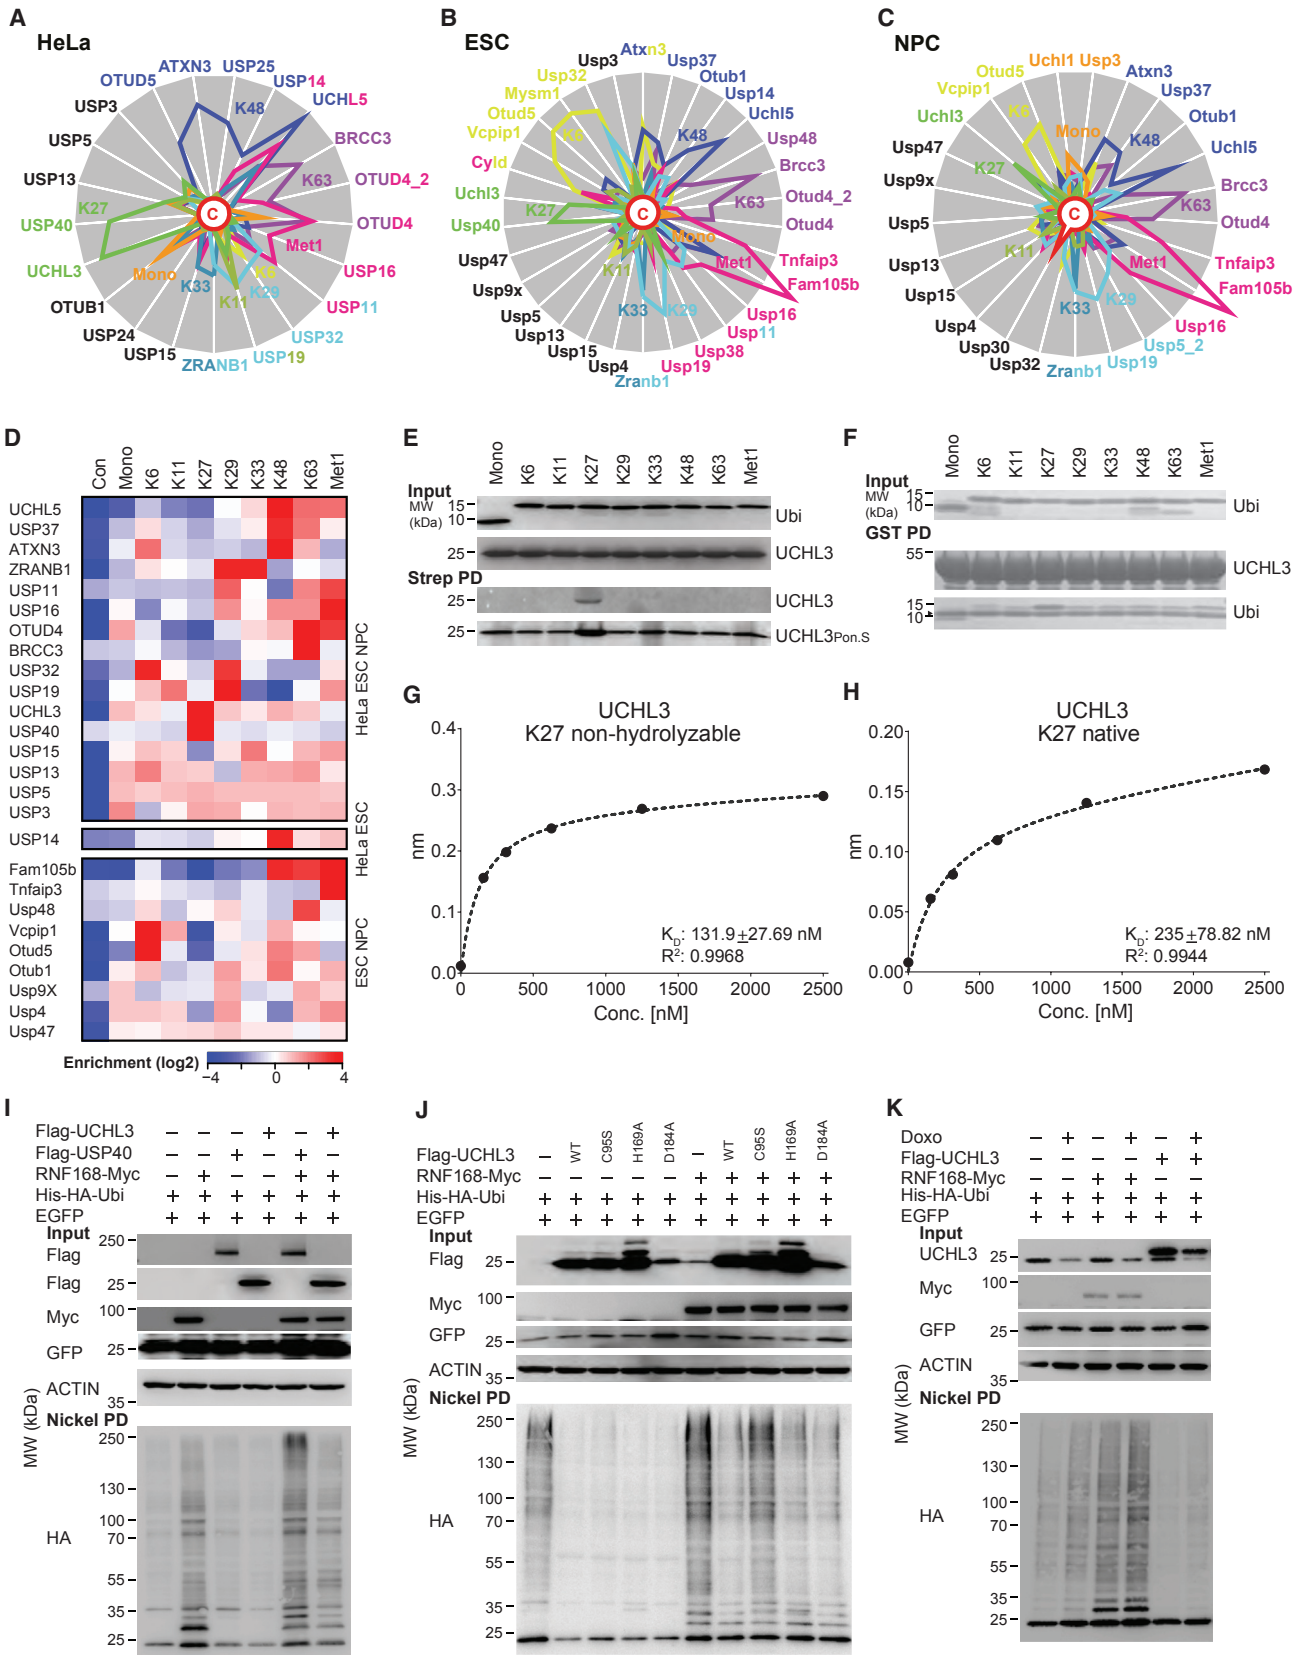 A
HeLa
ATXN3
USP25
OTUD5
USP14
UCHL5
USP3
K48
BRCC3
USP5
K63
USP13
OTUD4_2
K27
USP40
C
OTUD4
Met1
UCHL3
Mono
K6
USP16
K33
K29
OTUB1
K11
USP11
USP24
USP32
USP15
USP19
ZRANB1
B
ESC
Usp3
Atxn3
Usp37
Usp32
Otub1
Mysm1
Usp14
Otud5
Uchl5
K6
K48
Vcpip1
Usp48
Cyld
Brcc3
Uchl3
K63
Otud4_2
K27
C
Usp40
Otud4
Mono
Usp47
K11
Met1
Tnfaip3
Usp9x
Fam105b
K33
K29
Usp5
Usp16
Usp13
Usp11
Usp15
Usp38
Usp4
Usp19
Zranb1
C
NPC
Uchl1
Usp3
Otud5
Atxn3
Vcpip1
Usp37
K6
Uchl3
Otub1
Mono
K48
Usp47
Uchl5
K27
Usp9x
Brcc3
K63
C
Usp5
Otud4
K11
Usp13
Met1
Tnfaip3
Usp15
Fam105b
K33
K29
Usp4
Usp16
Usp30
Usp5_2
Usp32
Usp19
Zranb1
D
Con
Mono
K6
K11
K27
K29
K33
K48
K63
Met1
UCHL5
USP37
ATXN3
ZRANB1
USP11
USP16
OTUD4
BRCC3
USP32
USP19
UCHL3
USP40
USP15
USP13
USP5
USP3
HeLa ESC NPC
USP14
HeLa ESC
Fam105b
Tnfaip3
Usp48
Vcpip1
Otud5
Otub1
Usp9X
Usp4
Usp47
ESC NPC
Enrichment (log2)
−4
0
4
E
Mono
K6
K11
K27
K29
K33
K48
K63
Met1
Input
MW
(kDa)
15
10
Ubi
25
UCHL3
Strep PD
25
UCHL3
25
UCHL3Pon.S
F
Mono
K6
K11
K27
K29
K33
K48
K63
Met1
Input
MW
(kDa)
15
10
Ubi
GST PD
55
UCHL3
15
10
Ubi
G
UCHL3
K27 non-hydrolyzable
0.4
0.3
nm
0.2
0.1
0.0
KD: 131.9±27.69 nM
R2: 0.9968
0
500
1000
1500
2000
2500
Conc. [nM]
H
UCHL3
K27 native
0.20
0.15
nm
0.10
0.05
0.00
KD: 235±78.82 nM
R2: 0.9944
0
500
1000
1500
2000
2500
Conc. [nM]
I
Flag-UCHL3 − − − + − +
Flag-USP40 − − + − + −
RNF168-Myc − + − − + +
His-HA-Ubi + + + + + +
EGFP + + + + + +
Input
250
Flag
Flag
25
Myc
100
GFP
25
ACTIN
35
Nickel PD
MW (kDa)
250
130
100
70
55
35
25
HA
J
Flag-UCHL3 − WT C95S H169A D184A − WT C95S H169A D184A
RNF168-Myc − − − − − + + + + +
His-HA-Ubi + + + + + + + + + +
EGFP + + + + + + + + + +
Input
Flag
25
100
Myc
GFP
25
ACTIN
35
Nickel PD
MW (kDa)
250
130
100
70
55
35
25
HA
K
Doxo − + − + − +
Flag-UCHL3 − − − − + +
RNF168-Myc − − + + − −
His-HA-Ubi + + + + + +
EGFP + + + + + +
Input
UCHL3
25
100
Myc
GFP
25
ACTIN
35
Nickel PD
MW (kDa)
250
130
100
70
55
35
25
HA